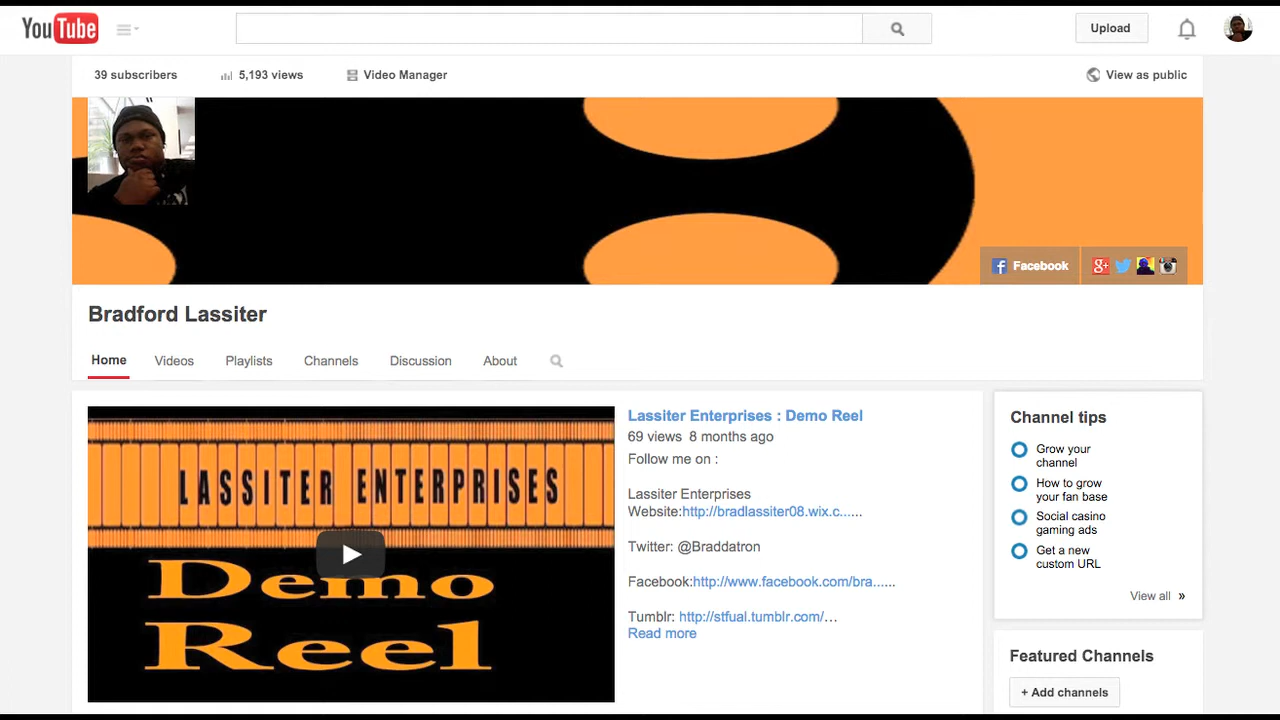 YouTube
Upload
39 subscribers
5,193 views
Video Manager
View as public
Facebook
Bradford Lassiter
Home
Videos
Playlists
Channels
Discussion
About
LASSITER ENTERPRISES
Demo
Reel
Lassiter Enterprises : Demo Reel
69 views 8 months ago
Follow me on :
Lassiter Enterprises
Website:http://bradlassiter08.wix.c......
Twitter: @Braddatron
Facebook:http://www.facebook.com/bra......
Tumblr: http://stfual.tumblr.com/…
Read more
Channel tips
Grow your
channel
How to grow
your fan base
Social casino
gaming ads
Get a new
custom URL
View all »
Featured Channels
+ Add channels